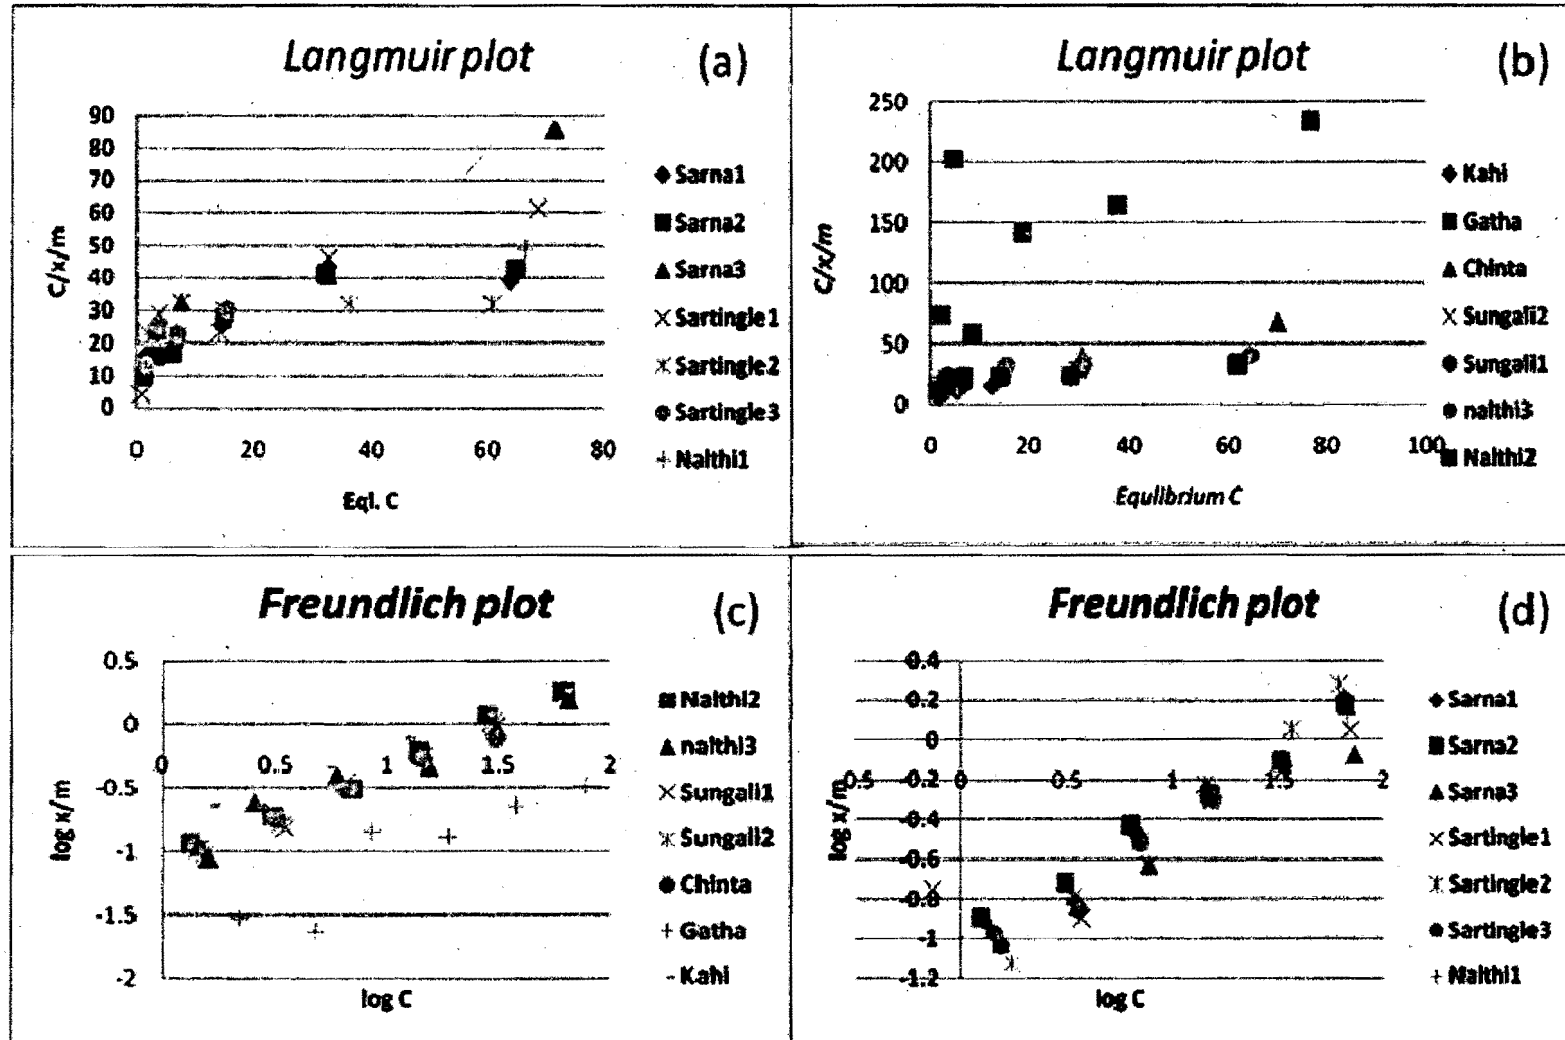 Langmuir plot (a)
C/x/m
90
80
70
60
50
40
30
20
10
0
0 20 40 60 80
Eql. C
Sarna1
Sarna2
Sarna3
Sartingle1
Sartingle2
Sartingle3
Nalthi1
Langmuir plot (b)
C/x/m
250
200
150
100
50
0
0 20 40 60 80 100
Equlibrium C
Kahi
Gatha
Chinta
Sungali2
Sungali1
nalthi3
Nalthi2
Freundlich plot (c)
log x/m
0.5
0
-0.5
-1
-1.5
-2
0 0.5 1 1.5 2
log C
Nalthi2
nalthi3
Sungali1
Sungali2
Chinta
Gatha
Kahi
Freundlich plot (d)
log x/m
0.4
0.2
0
-0.2
-0.4
-0.6
-0.8
-1
-1.2
-0.5 0 0.5 1 1.5 2
log C
Sarna1
Sarna2
Sarna3
Sartingle1
Sartingle2
Sartingle3
Nalthi1